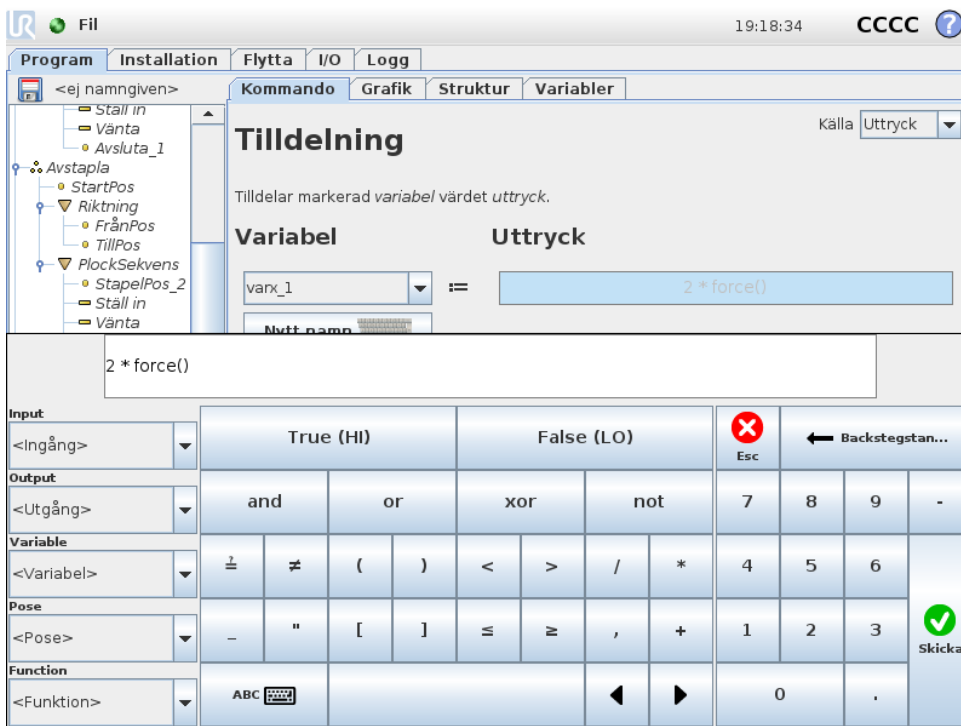 UR Fil 19:18:34 CCCC ?
Program Installation Flytta I/O Logg
<ej namngiven> Kommando Grafik Struktur Variabler
Ställ in
Vänta
Avsluta_1
Avstapla
StartPos
Riktning
FrånPos
TillPos
PlockSekvens
StapelPos_2
Ställ in
Vänta
Tilldelning
Källa Uttryck
Tilldelar markerad variabel värdet uttryck.
Variabel Uttryck
varx_1 := 2 * force()
Nytt namn
2 * force()
Input
<Ingång>
Output
<Utgång>
Variable
<Variabel>
Pose
<Pose>
Function
<Funktion>
True (HI) False (LO) Esc Backstegstan...
and or xor not 7 8 9 -
≟ ≠ ( ) < > / * 4 5 6
_ " [ ] ≤ ≥ , + 1 2 3 Skicka
ABC 0 .